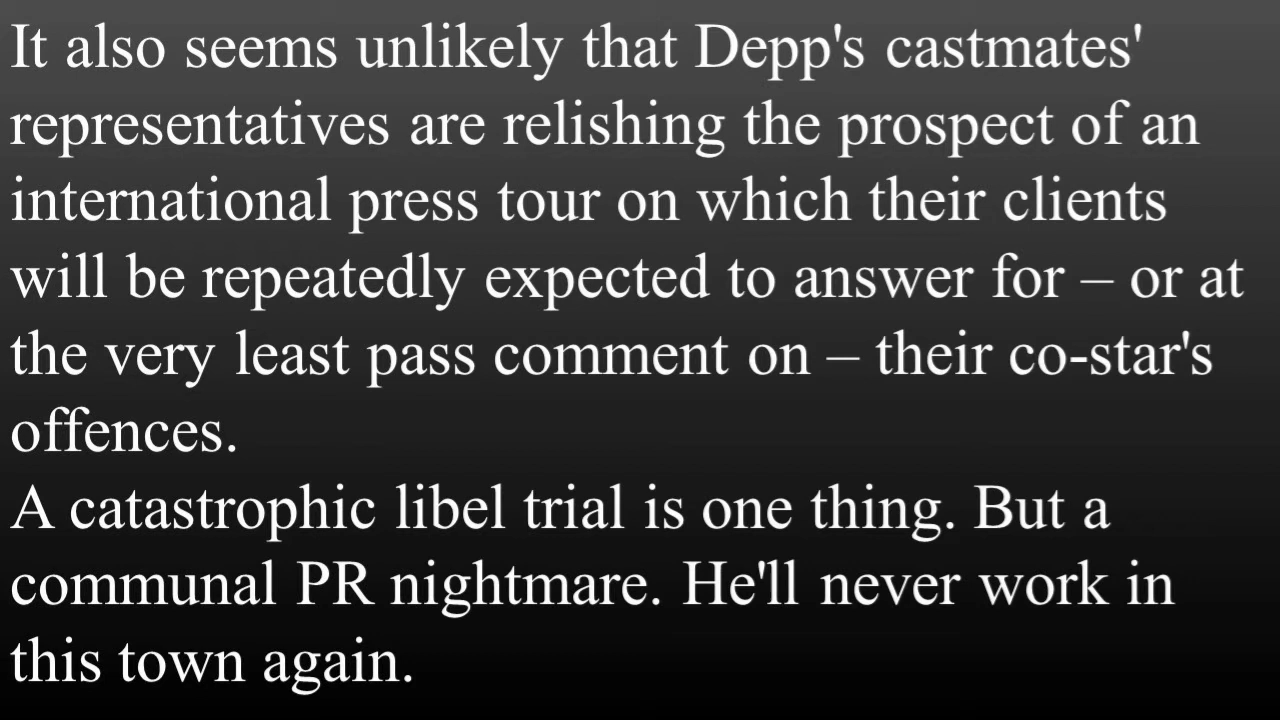 It also seems unlikely that Depp's castmates'
representatives are relishing the prospect of an
international press tour on which their clients
will be repeatedly expected to answer for – or at
the very least pass comment on – their co-star's
offences.
A catastrophic libel trial is one thing. But a
communal PR nightmare. He'll never work in
this town again.